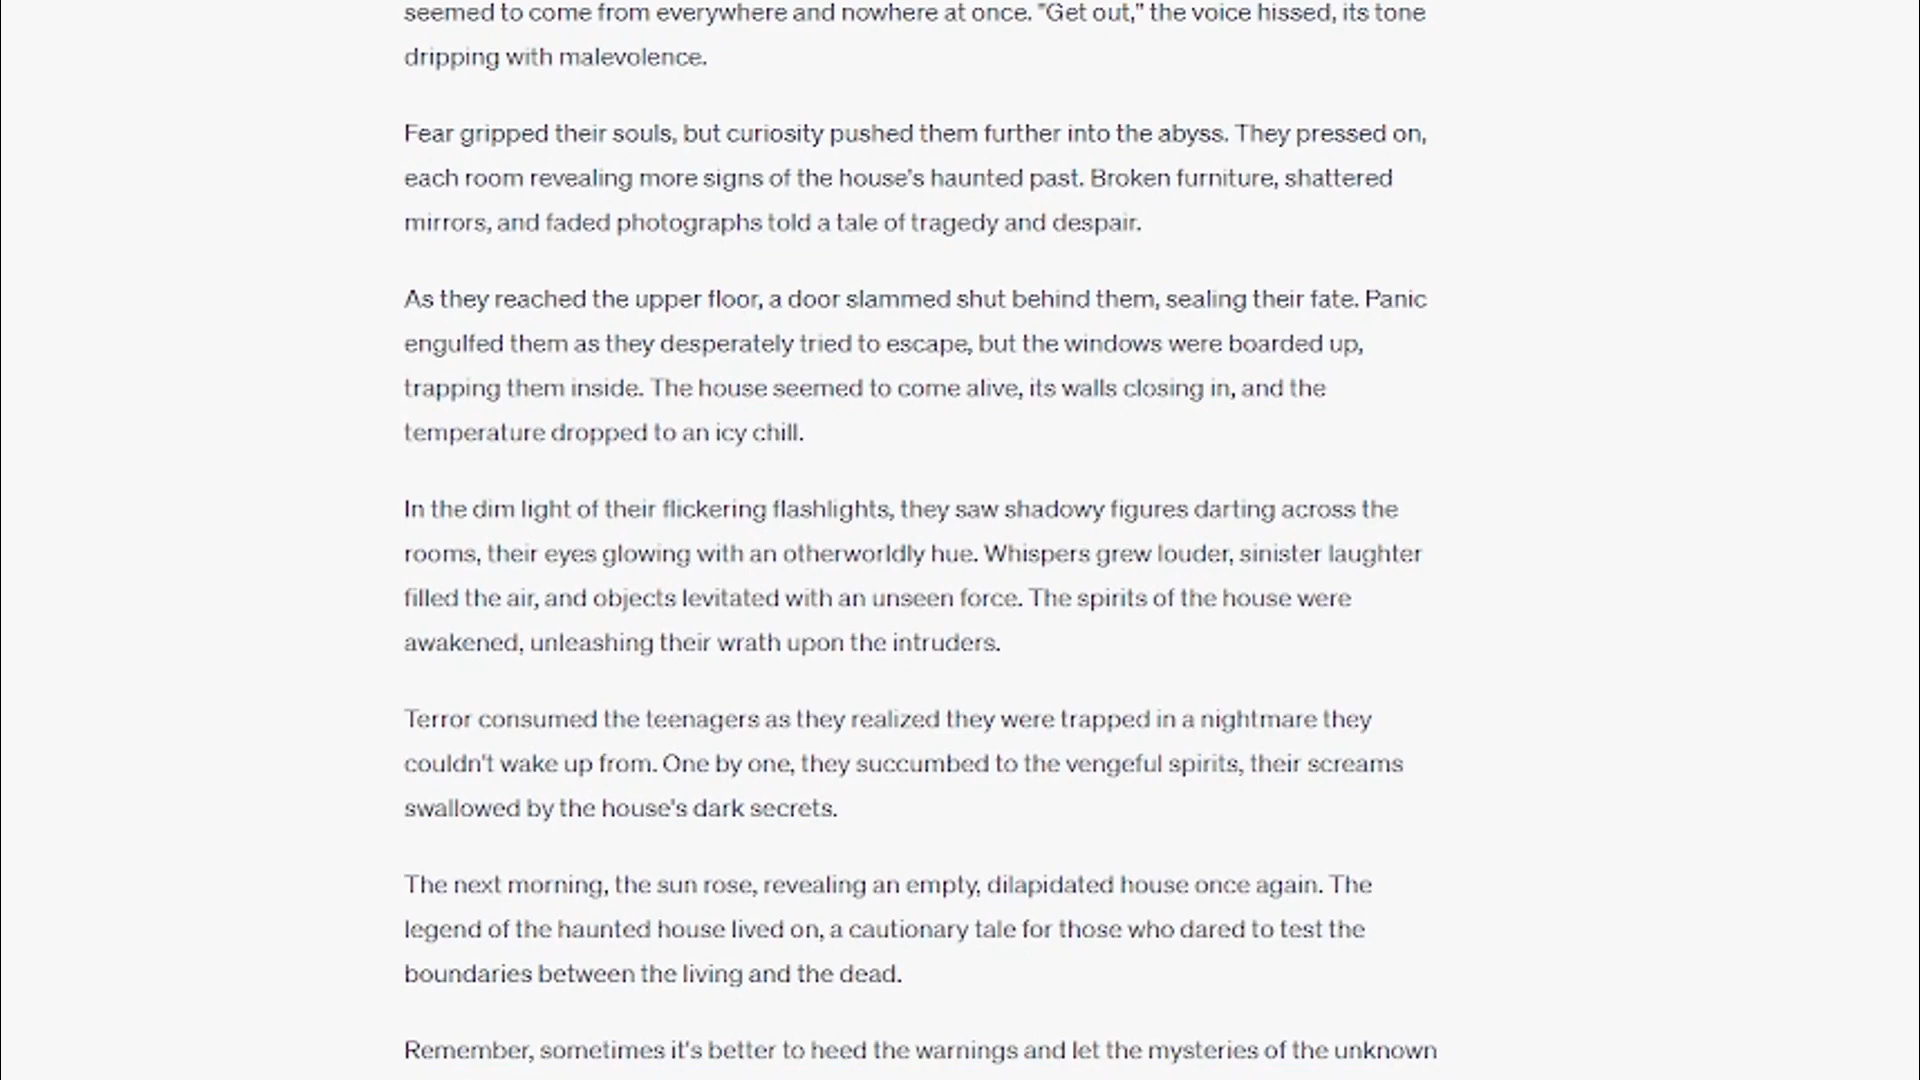 seemed to come from everywhere and nowhere at once. "Get out," the voice hissed, its tone
dripping with malevolence.
Fear gripped their souls, but curiosity pushed them further into the abyss. They pressed on,
each room revealing more signs of the house's haunted past. Broken furniture, shattered
mirrors, and faded photographs told a tale of tragedy and despair.
As they reached the upper floor, a door slammed shut behind them, sealing their fate. Panic
engulfed them as they desperately tried to escape, but the windows were boarded up,
trapping them inside. The house seemed to come alive, its walls closing in, and the
temperature dropped to an icy chill.
In the dim light of their flickering flashlights, they saw shadowy figures darting across the
rooms, their eyes glowing with an otherworldly hue. Whispers grew louder, sinister laughter
filled the air, and objects levitated with an unseen force. The spirits of the house were
awakened, unleashing their wrath upon the intruders.
Terror consumed the teenagers as they realized they were trapped in a nightmare they
couldn't wake up from. One by one, they succumbed to the vengeful spirits, their screams
swallowed by the house's dark secrets.
The next morning, the sun rose, revealing an empty, dilapidated house once again. The
legend of the haunted house lived on, a cautionary tale for those who dared to test the
boundaries between the living and the dead.
Remember, sometimes it's better to heed the warnings and let the mysteries of the unknown